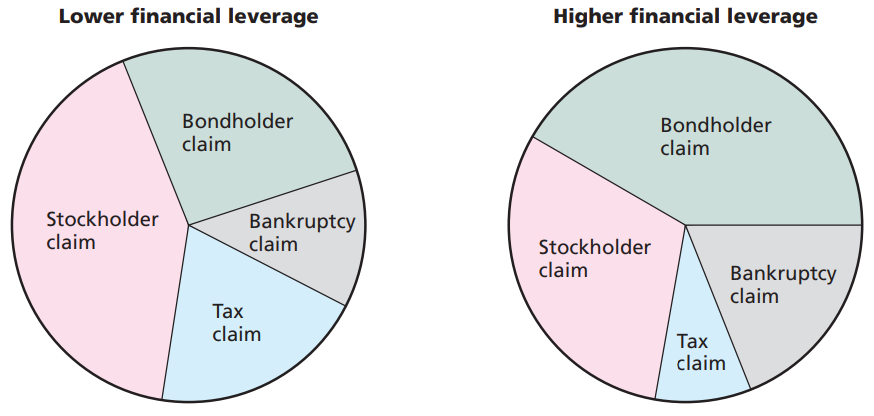 Lower financial leverage
Bondholder
claim
Stockholder
claim
Bankruptcy
claim
Tax
claim
Higher financial leverage
Bondholder
claim
Stockholder
claim
Bankruptcy
claim
Tax
claim